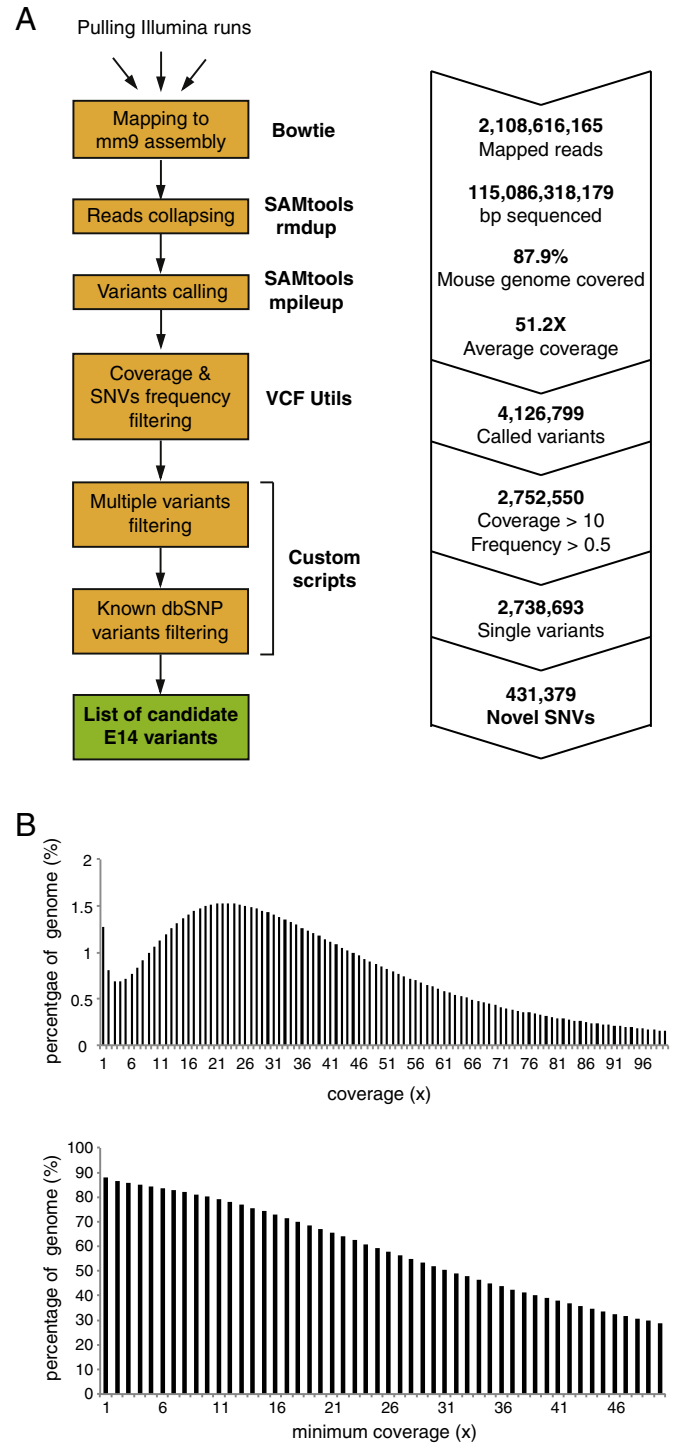 A
Pulling Illumina runs
Mapping to
mm9 assembly
Bowtie
Reads collapsing
SAMtools
rmdup
Variants calling
SAMtools
mpileup
Coverage &
SNVs frequency
filtering
VCF Utils
Multiple variants
filtering
Known dbSNP
variants filtering
Custom
scripts
List of candidate
E14 variants
2,108,616,165
Mapped reads
115,086,318,179
bp sequenced
87.9%
Mouse genome covered
51.2X
Average coverage
4,126,799
Called variants
2,752,550
Coverage > 10
Frequency > 0.5
2,738,693
Single variants
431,379
Novel SNVs
B
percentgae of genome (%)
2
1.5
1
0.5
0
1 6 11 16 21 26 31 36 41 46 51 56 61 66 71 76 81 86 91 96
coverage (x)
percentage of genome (%)
100
90
80
70
60
50
40
30
20
10
0
1 6 11 16 21 26 31 36 41 46
minimum coverage (x)